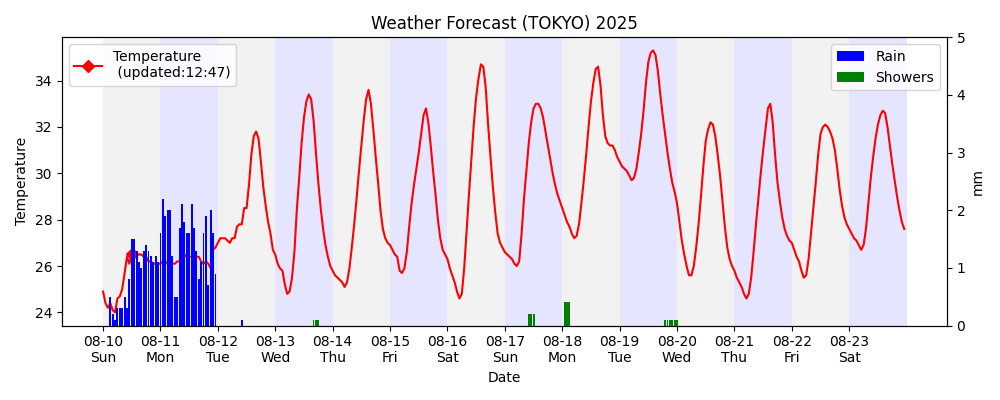 Weather Forecast (TOKYO) 2025
Temperature
(updated:12:47)
Rain
Showers
Temperature
34
32
30
28
26
24
5
4
3
2
1
0
mm
08-10 08-11 08-12 08-13 08-14 08-15 08-16 08-17 08-18 08-19 08-20 08-21 08-22 08-23
Sun Mon Tue Wed Thu Fri Sat Sun Mon Tue Wed Thu Fri Sat
Date